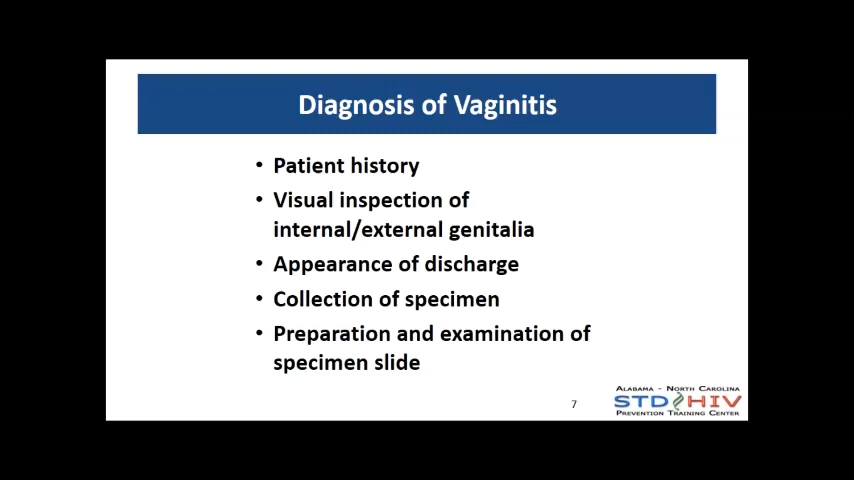 Diagnosis of Vaginitis
• Patient history
• Visual inspection of
internal/external genitalia
• Appearance of discharge
• Collection of specimen
• Preparation and examination of
specimen slide
7
Alabama - North Carolina
STD HIV
Prevention Training Center